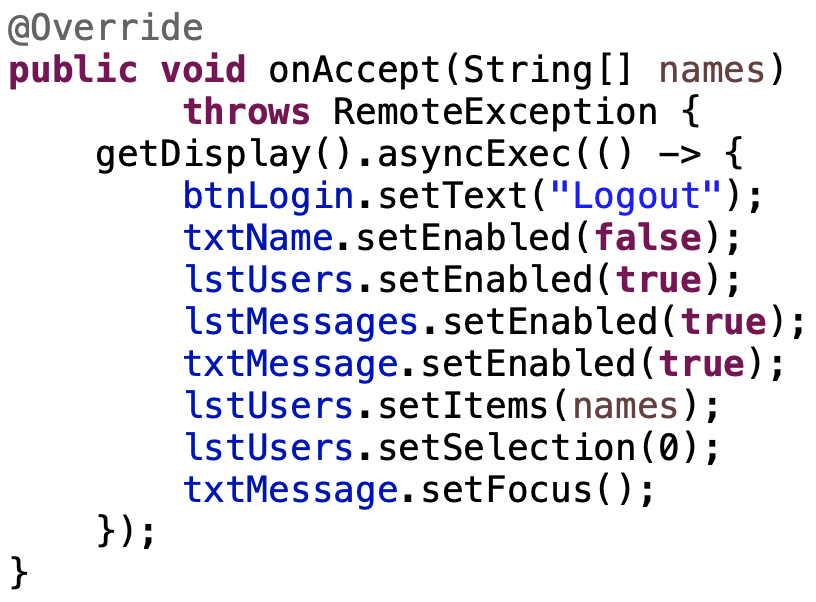 @Override
public void onAccept(String[] names)
        throws RemoteException {
    getDisplay().asyncExec(() -> {
        btnLogin.setText("Logout");
        txtName.setEnabled(false);
        lstUsers.setEnabled(true);
        lstMessages.setEnabled(true);
        txtMessage.setEnabled(true);
        lstUsers.setItems(names);
        lstUsers.setSelection(0);
        txtMessage.setFocus();
    });
}